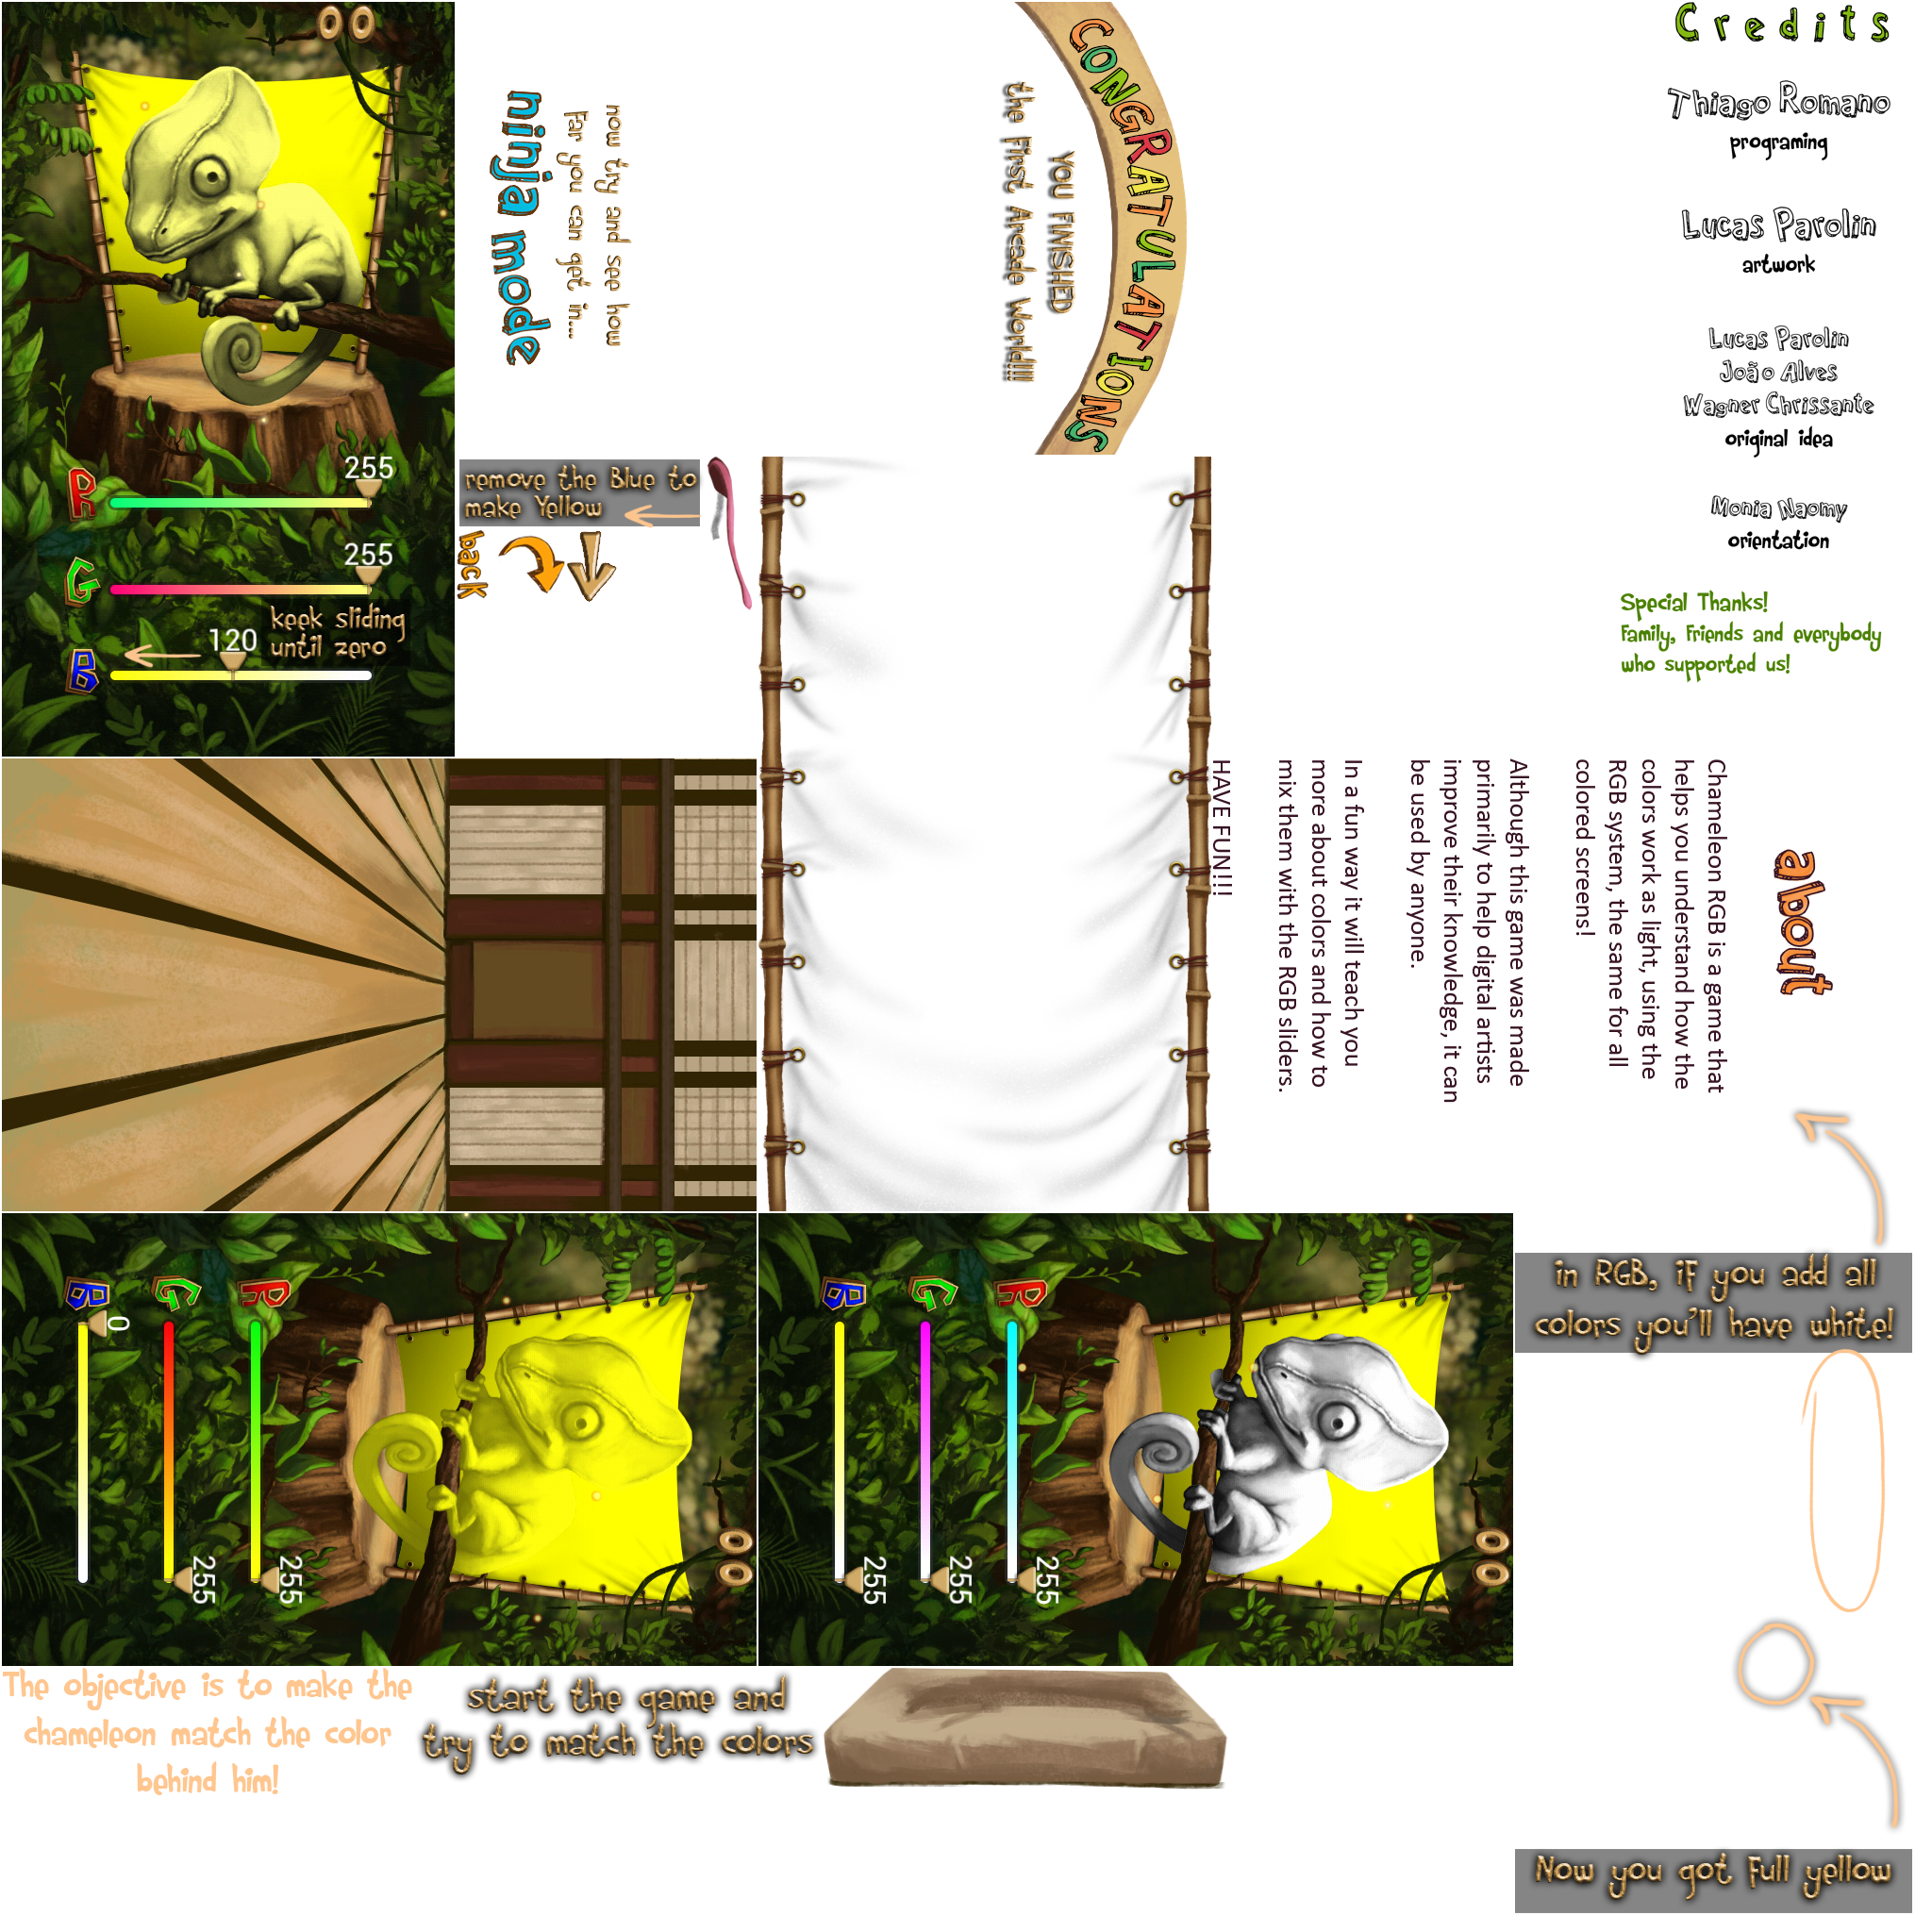 255
R
255
G
keek sliding
until zero
120
B
now try and see how
far you can get in...
ninja mode
remove the Blue to
make Yellow
back
CONGRATULATIONS
YOU FINISHED
the First Arcade World!!!!
Credits
Thiago Romano
programing
Lucas Parolin
artwork
Lucas Parolin
João Alves
Wagner Chrissante
original idea
Monia Naomy
orientation
Special Thanks!
Family, Friends and everybody
who supported us!
about
Chameleon RGB is a game that
helps you understand how the
colors work as light, using the
RGB system, the same for all
colored screens!
Although this game was made
primarily to help digital artists
improve their knowledge, it can
be used by anyone.
In a fun way it will teach you
more about colors and how to
mix them with the RGB sliders.
HAVE FUN!!!
R
255
G
255
B
0
R
255
G
255
B
255
in RGB, if you add all
colors you'll have white!
The objective is to make the
chameleon match the color
behind him!
start the game and
try to match the colors
Now you got Full yellow